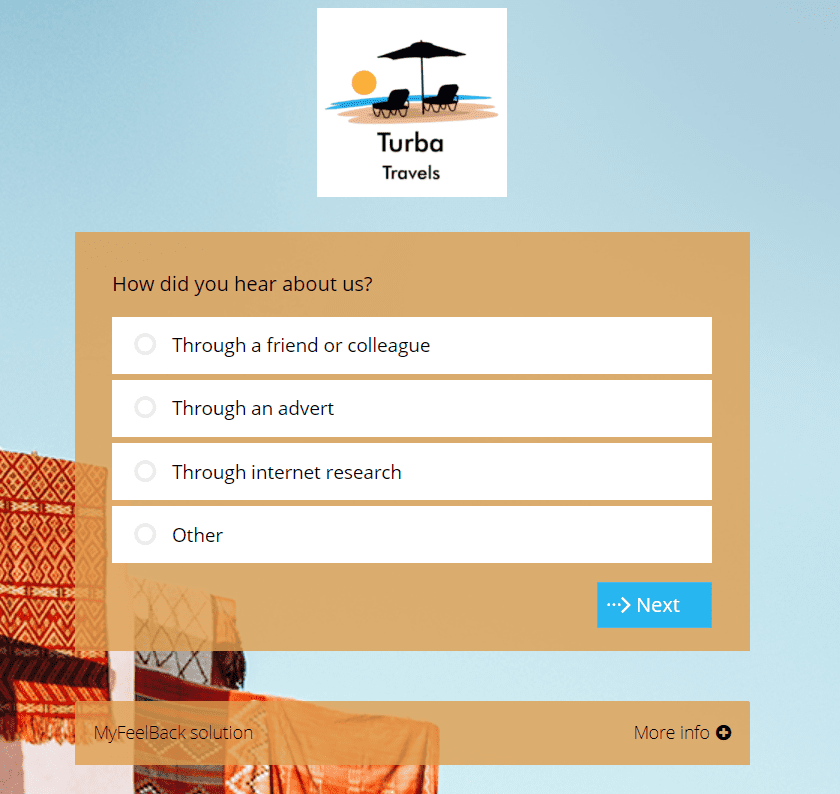 Turba
Travels
How did you hear about us?
Through a friend or colleague
Through an advert
Through internet research
Other
Next
MyFeelBack solution
More info